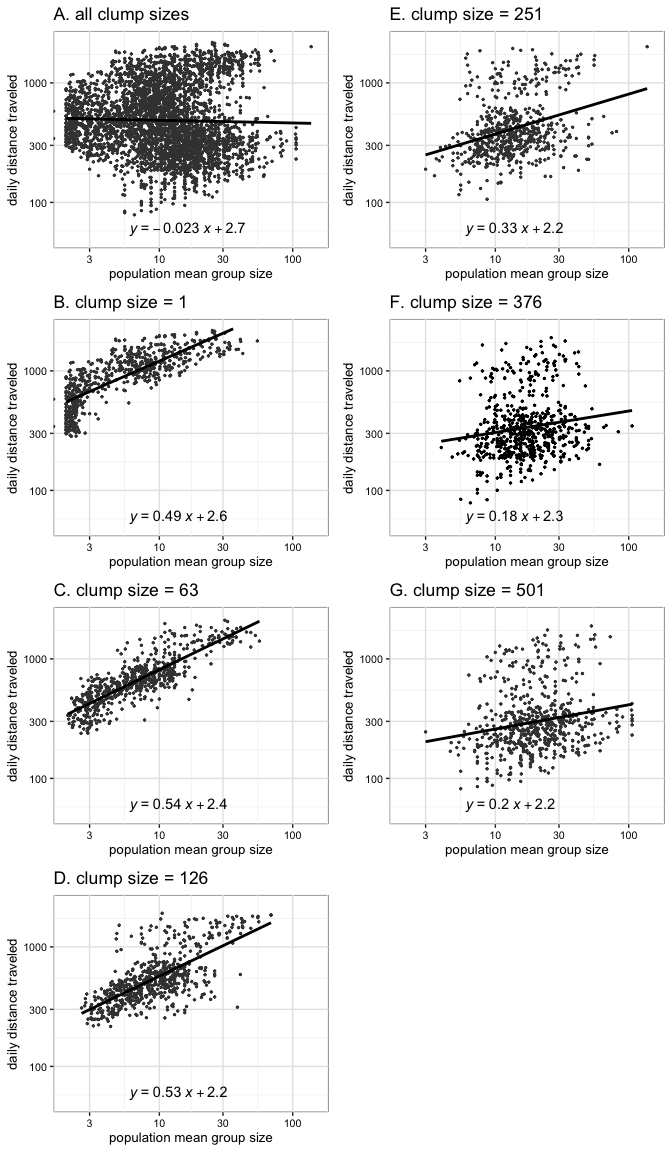 A. all clump sizes
daily distance traveled
1000
300
100
y = −0.023 x + 2.7
3 10 30 100
population mean group size
B. clump size = 1
daily distance traveled
1000
300
100
y = 0.49 x + 2.6
3 10 30 100
population mean group size
C. clump size = 63
daily distance traveled
1000
300
100
y = 0.54 x + 2.4
3 10 30 100
population mean group size
D. clump size = 126
daily distance traveled
1000
300
100
y = 0.53 x + 2.2
3 10 30 100
population mean group size
E. clump size = 251
daily distance traveled
1000
300
100
y = 0.33 x + 2.2
3 10 30 100
population mean group size
F. clump size = 376
daily distance traveled
1000
300
100
y = 0.18 x + 2.3
3 10 30 100
population mean group size
G. clump size = 501
daily distance traveled
1000
300
100
y = 0.2 x + 2.2
3 10 30 100
population mean group size